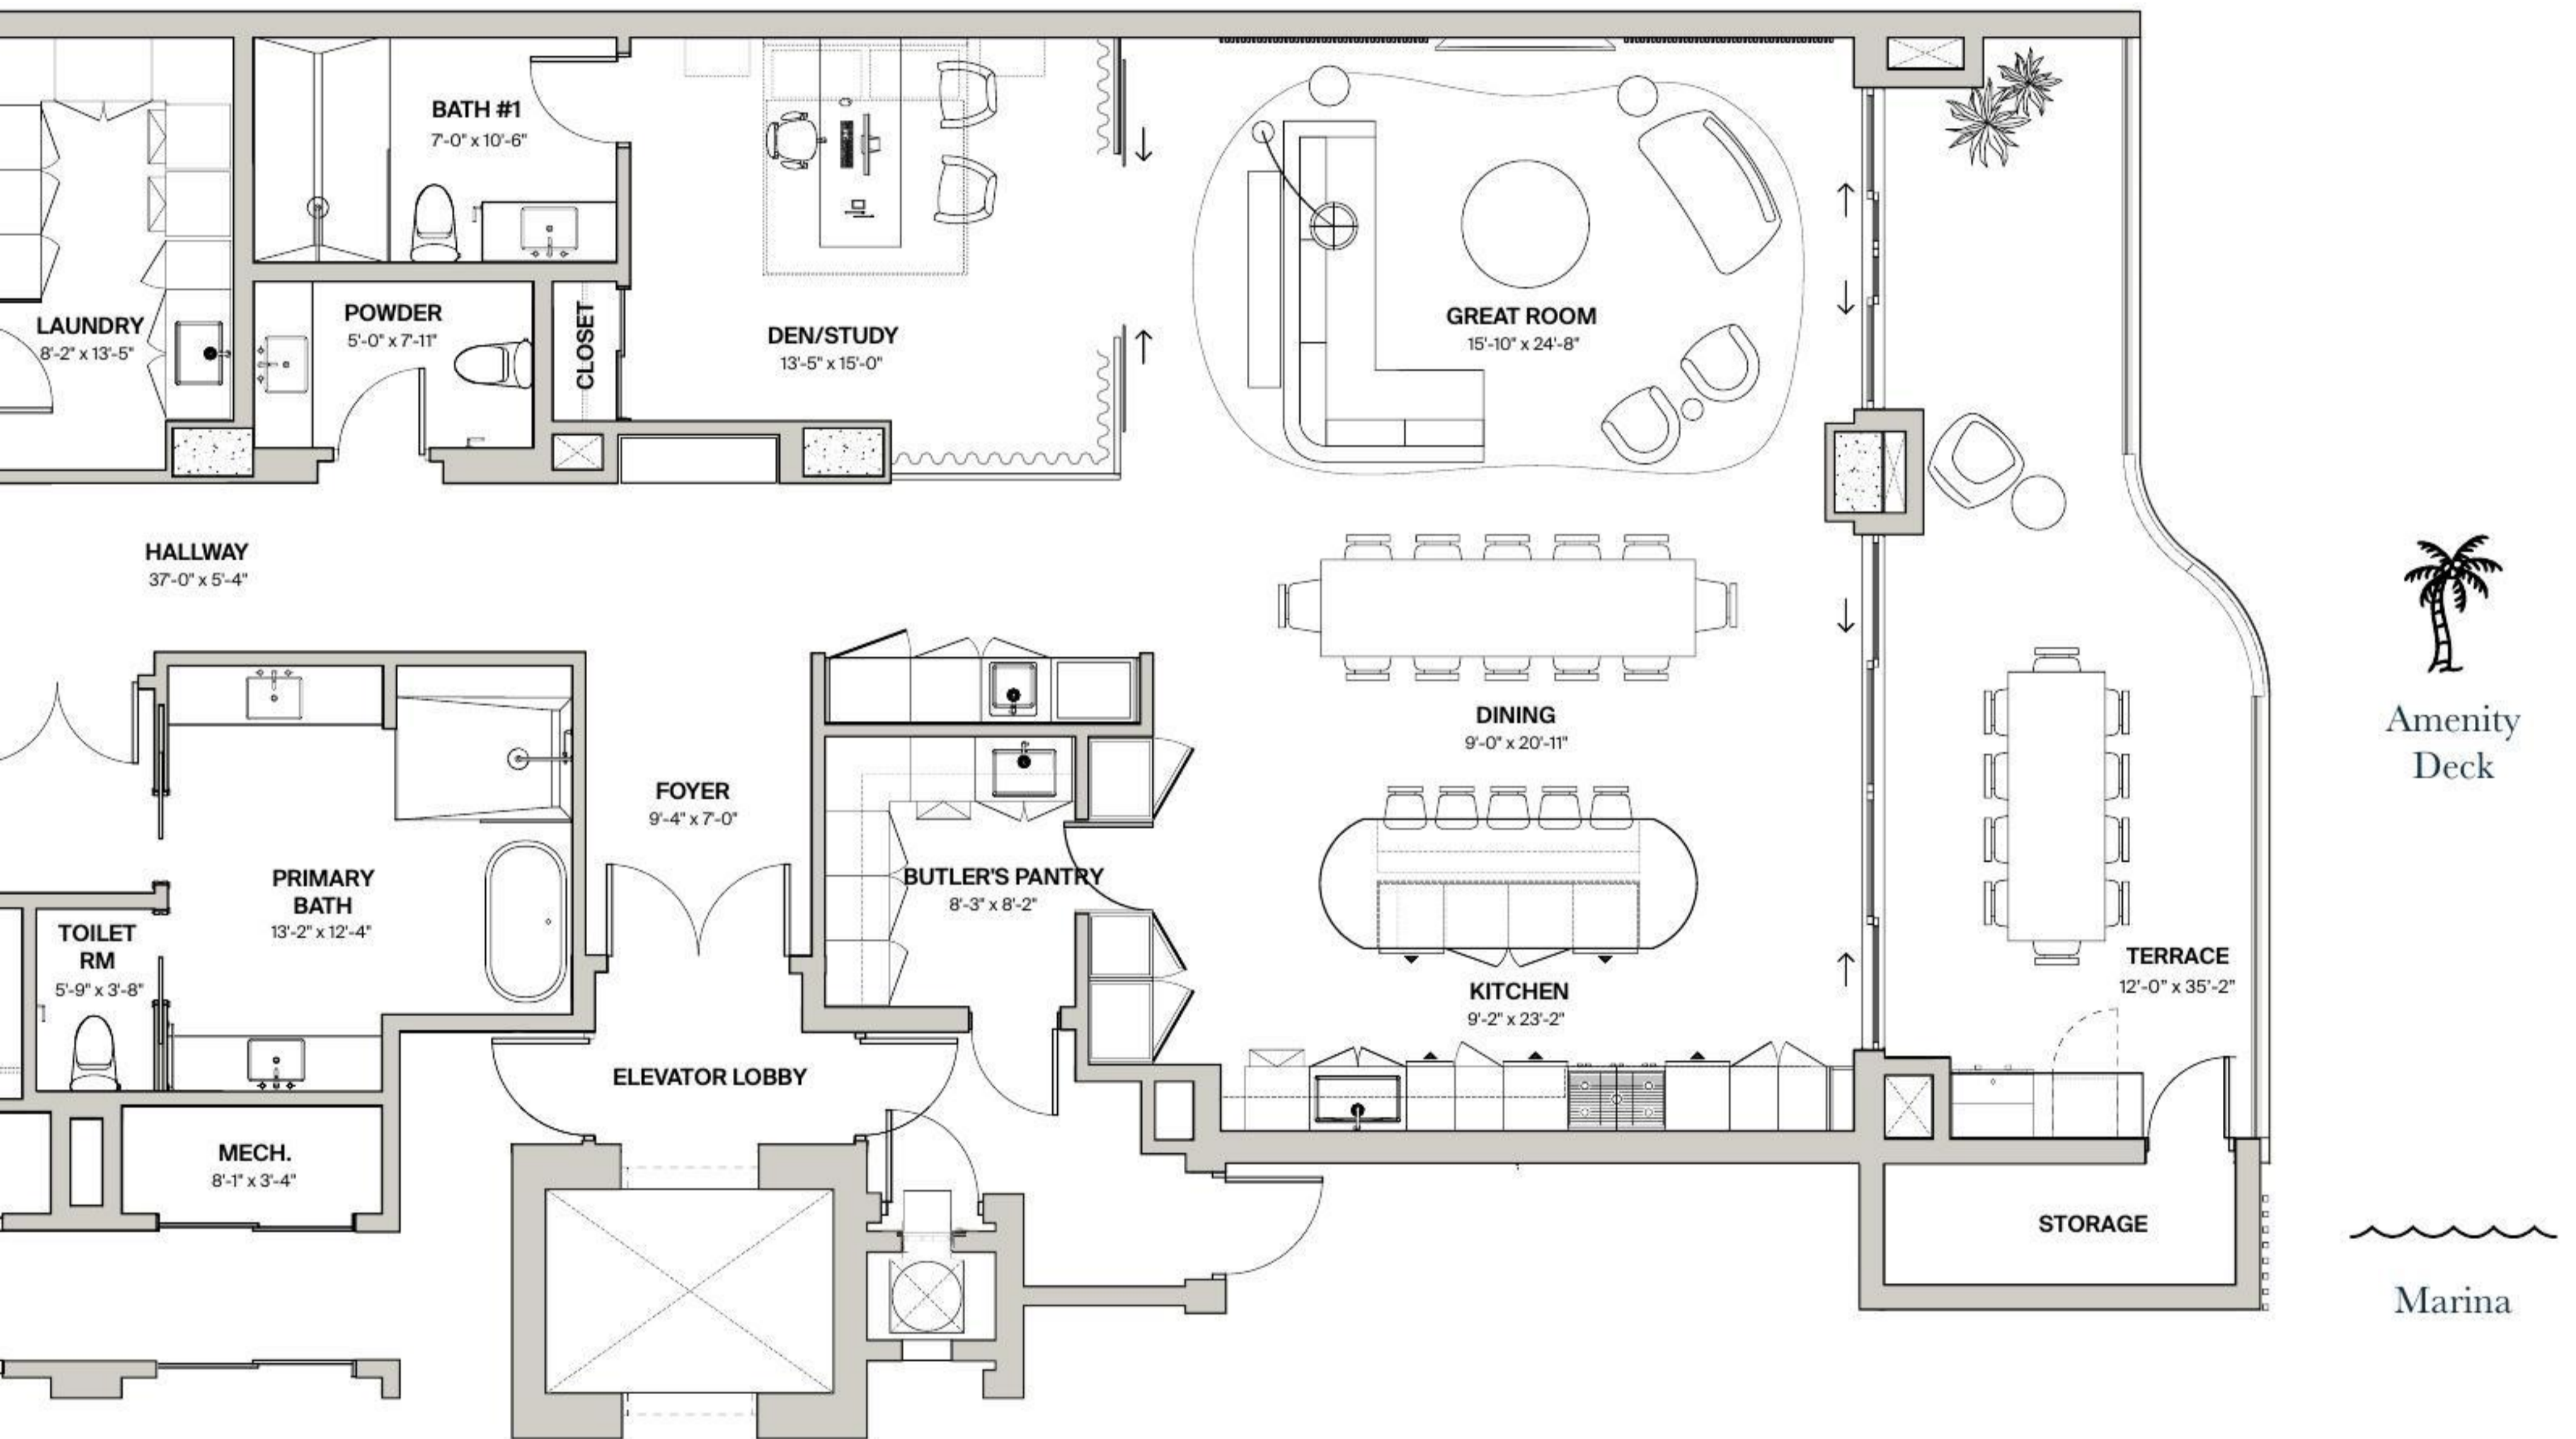 BATH #1
7'-0" x 10'-6"
LAUNDRY
8'-2" x 13'-5"
POWDER
5'-0" x 7'-11"
CLOSET
DEN/STUDY
13'-5" x 15'-0"
GREAT ROOM
15'-10" x 24'-8"
HALLWAY
37'-0" x 5'-4"
DINING
9'-0" x 20'-11"
Amenity
Deck
FOYER
9'-4" x 7'-0"
BUTLER'S PANTRY
8'-3" x 8'-2"
PRIMARY
BATH
13'-2" x 12'-4"
TOILET
RM
5'-9" x 3'-8"
KITCHEN
9'-2" x 23'-2"
TERRACE
12'-0" x 35'-2"
ELEVATOR LOBBY
MECH.
8'-1" x 3'-4"
STORAGE
Marina